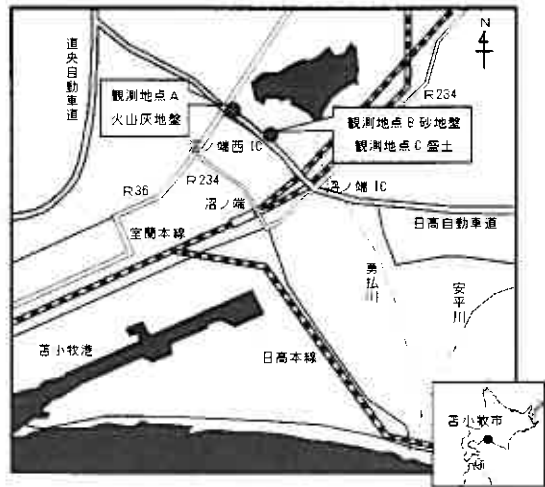 N
道央自動車道
観測地点A
火山灰地盤
R234
観測地点B砂地盤
観測地点C盛土
沼ノ端西IC
R36
R234
沼ノ端
沼ノ端IC
室蘭本線
日高自動車道
勇払川
安平川
苫小牧港
日高本線
苫小牧市